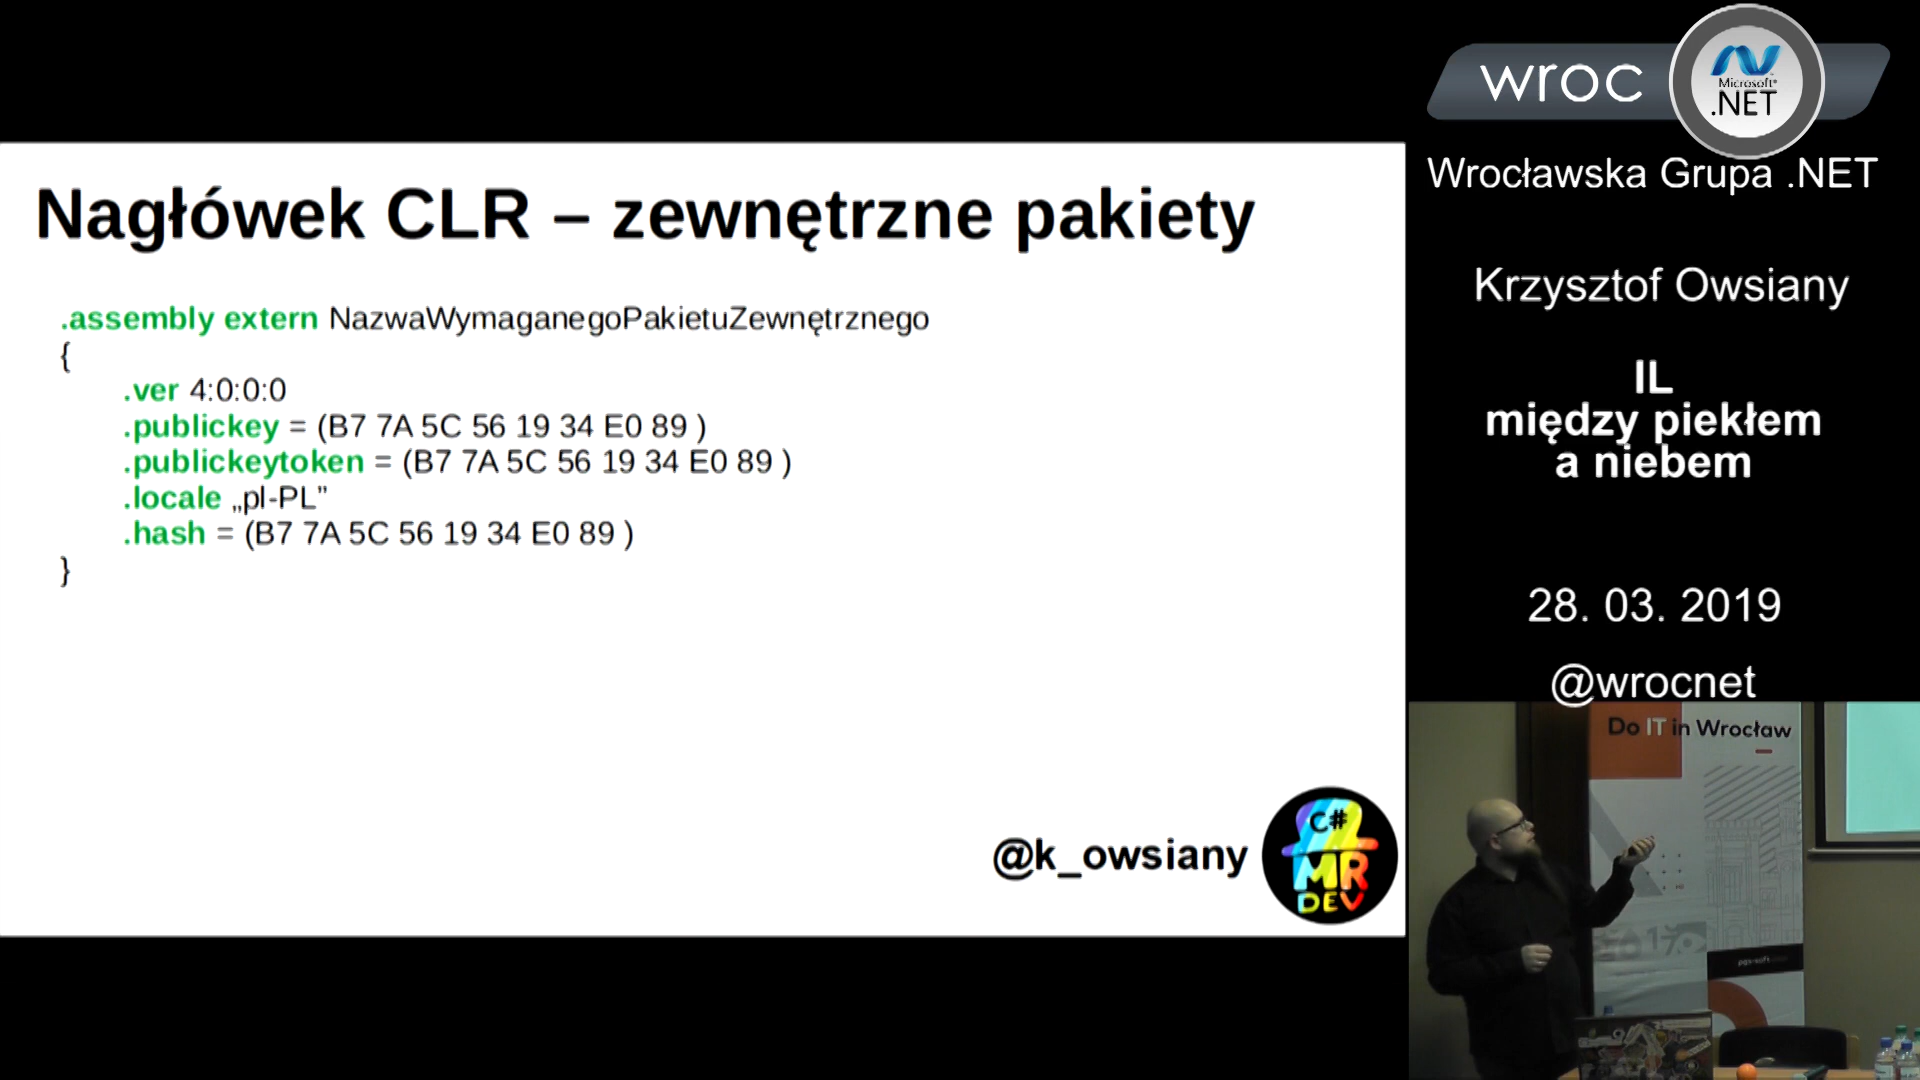 Nagłówek CLR – zewnętrzne pakiety
.assembly extern NazwaWymaganegoPakietuZewnętrznego
{
.ver 4:0:0:0
.publickey = (B7 7A 5C 56 19 34 E0 89 )
.publickeytoken = (B7 7A 5C 56 19 34 E0 89 )
.locale „pl-PL”
.hash = (B7 7A 5C 56 19 34 E0 89 )
}
@k_owsiany
C#
MR
DEV
wroc
Microsoft®
.NET
Wrocławska Grupa .NET
Krzysztof Owsiany
IL
między piekłem
a niebem
28. 03. 2019
@wrocnet
Do IT in Wrocław